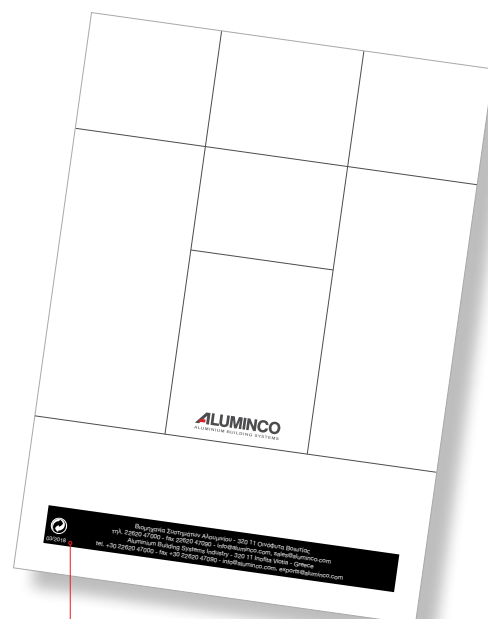 ALUMINCO
ALUMINIUM BUILDING SYSTEMS
Βιομηχανία Συστημάτων Αλουμινίου - 320 11 Οινόφυτα Βοιωτίας
τηλ. 22620 47000 - fax 22620 47090 - info@aluminco.com, sales@aluminco.com
Aluminium Building Systems Industry - 320 11 Inofita Viotia - Greece
tel. +30 22620 47000 - fax +30 22620 47090 - info@aluminco.com, exports@aluminco.com
03/2018